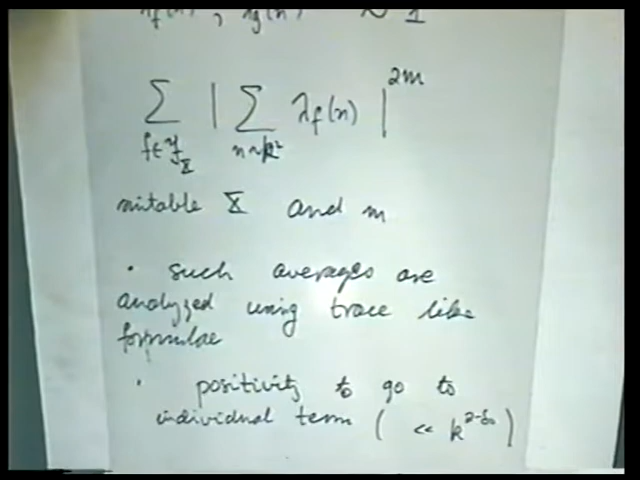 ∑ | ∑ λf(n) |^2m
f∈ℱ_X n~k²
suitable X and m
• such averages are
analyzed using trace like
formulae
• positivity to go to
individual term ( << k^{2-δ₀} )